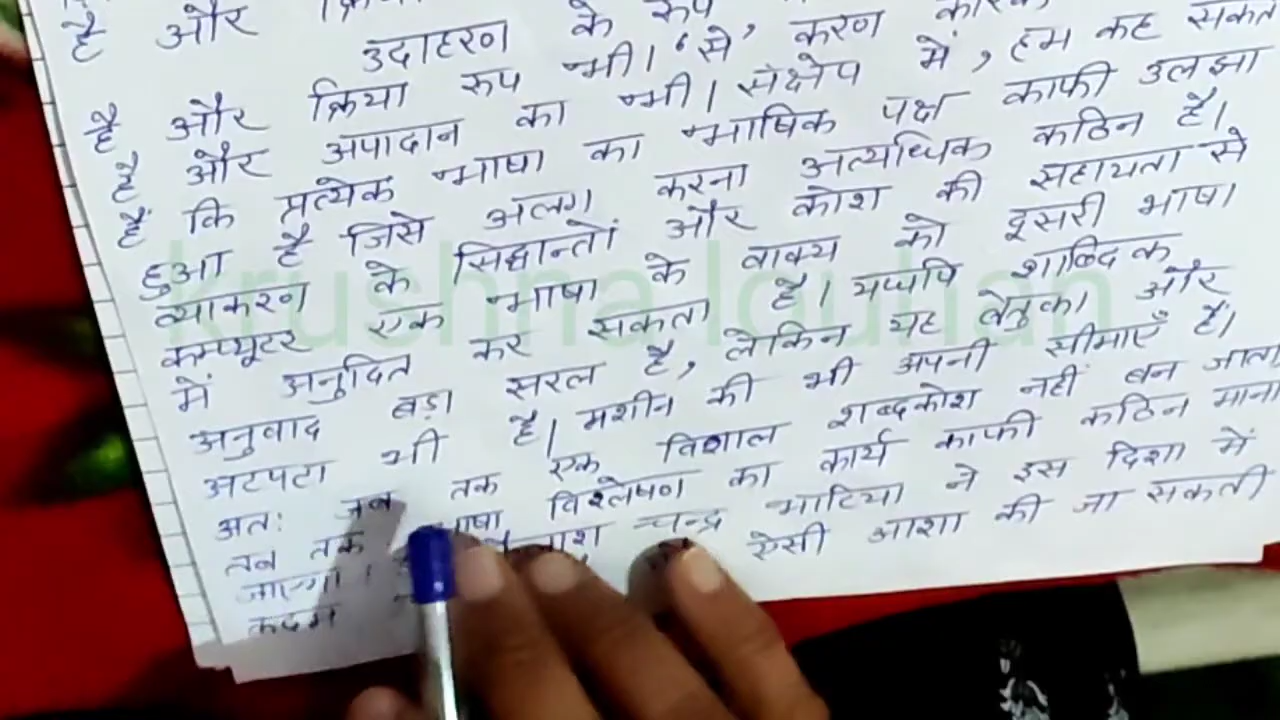 है और
उदाहरण के रूप
है और क्रिया रूप भी। 'से' करण कारक
है और अपादान का भी। संक्षेप में, हम कह सकते
हैं कि प्रत्येक भाषा का भाषिक पक्ष काफी उलझा
हुआ है जिसे अलग करना अत्यधिक कठिन है।
व्याकरण के सिद्धान्तों और कोश की सहायता से
कम्प्यूटर एक भाषा के वाक्य को दूसरी भाषा
में अनुदित कर सकता है। यद्यपि शाब्दिक
अनुवाद बड़ा सरल है, लेकिन यह बेतुका और
अटपटा भी है। मशीन की भी अपनी सीमाएँ हैं।
अतः जब तक एक विशाल शब्दकोश नहीं बन जाता
तब तक भाषा विश्लेषण का कार्य काफी कठिन माना
जाएगा। चन्द्र भाटिया ने इस दिशा में
कदम ऐसी आशा की जा सकती
krushna louhan